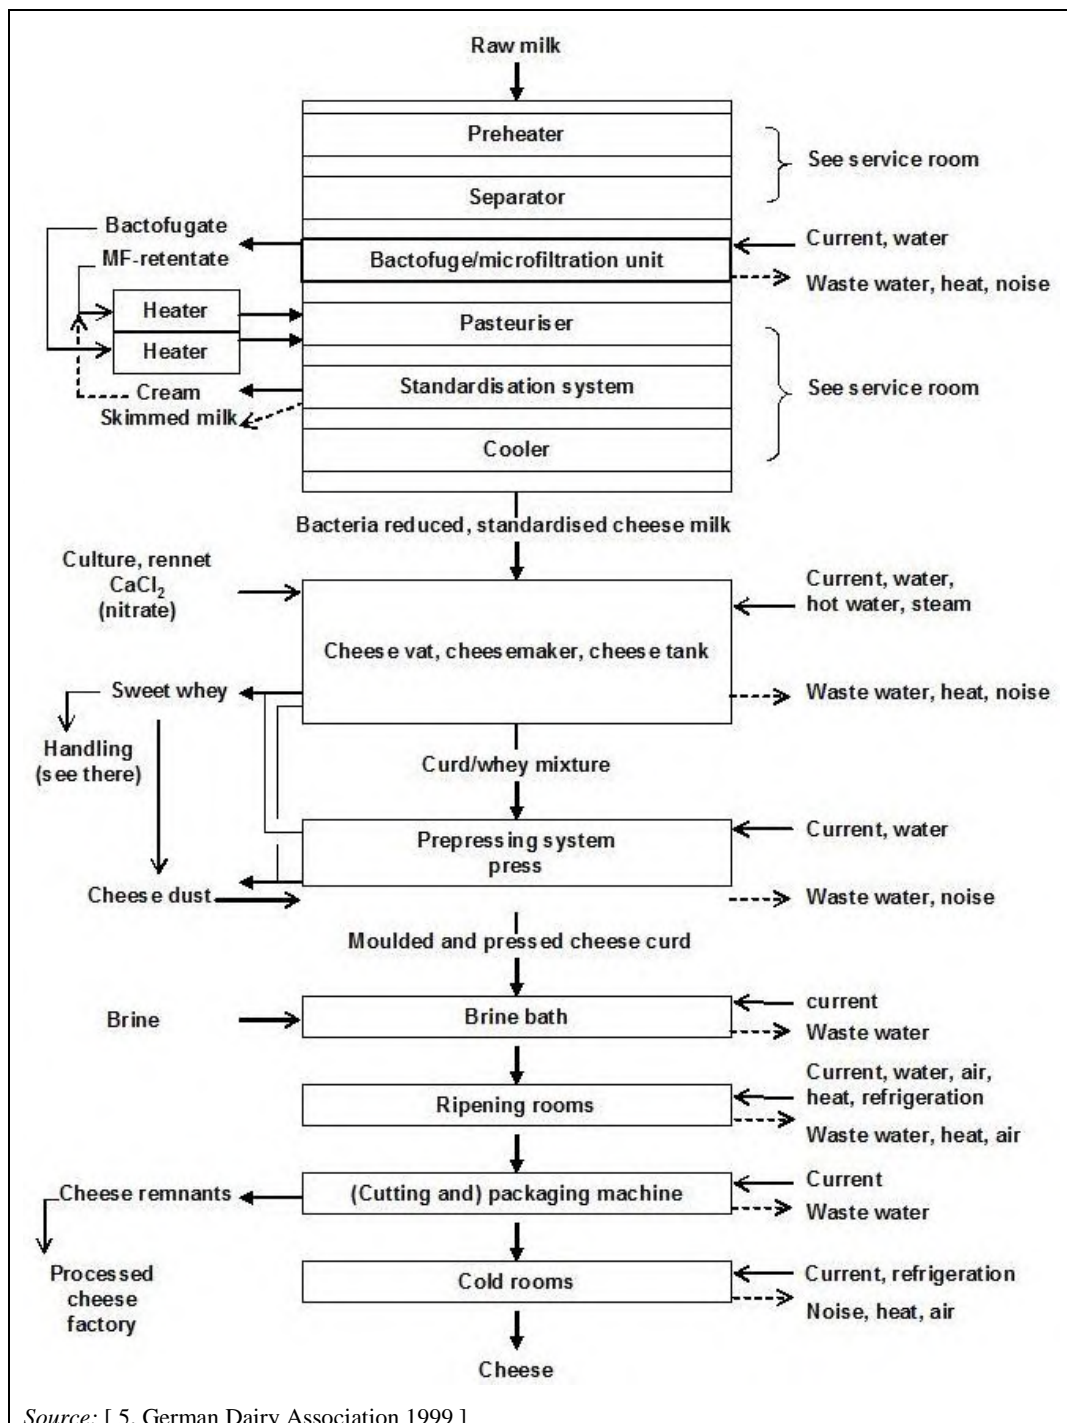 Raw milk
Preheater
See service room
Separator
Bactofugate
Current, water
MF-retentate
Bactofuge/microfiltration unit
Waste water, heat, noise
Heater
Pasteuriser
Heater
Standardisation system
See service room
Cream
Skimmed milk
Cooler
Bacteria reduced, standardised cheese milk
Culture, rennet
CaCl₂
(nitrate)
Current, water,
hot water, steam
Cheese vat, cheesemaker, cheese tank
Sweet whey
Waste water, heat, noise
Handling
(see there)
Curd/whey mixture
Prepressing system
press
Current, water
Cheese dust
Waste water, noise
Moulded and pressed cheese curd
Brine
Brine bath
current
Waste water
Ripening rooms
Current, water, air,
heat, refrigeration
Waste water, heat, air
Cheese remnants
(Cutting and) packaging machine
Current
Waste water
Processed
cheese
factory
Cold rooms
Current, refrigeration
Noise, heat, air
Cheese
Source: [ 5, German Dairy Association 1999 ]